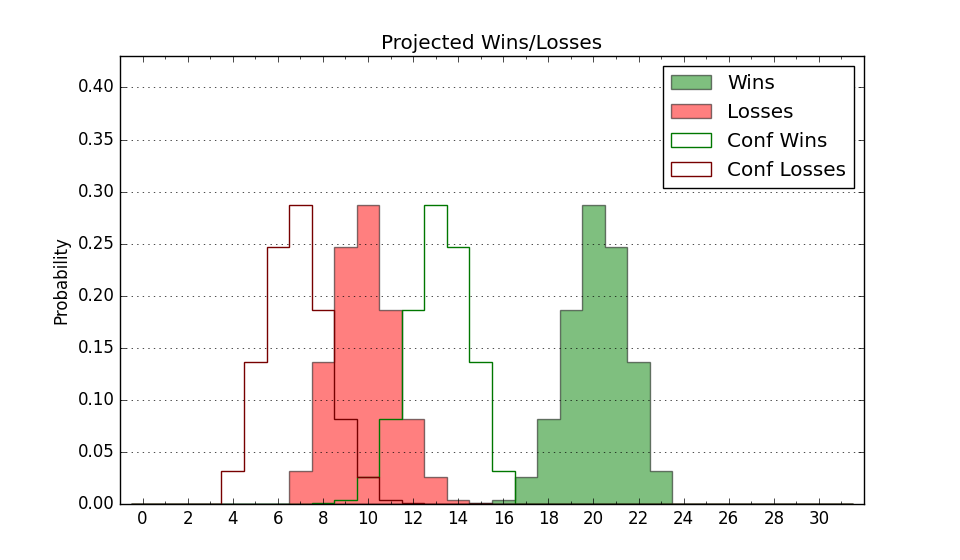 Projected Wins/Losses
Wins
Losses
Conf Wins
Conf Losses
Probability
0.40
0.35
0.30
0.25
0.20
0.15
0.10
0.05
0.00
0 2 4 6 8 10 12 14 16 18 20 22 24 26 28 30